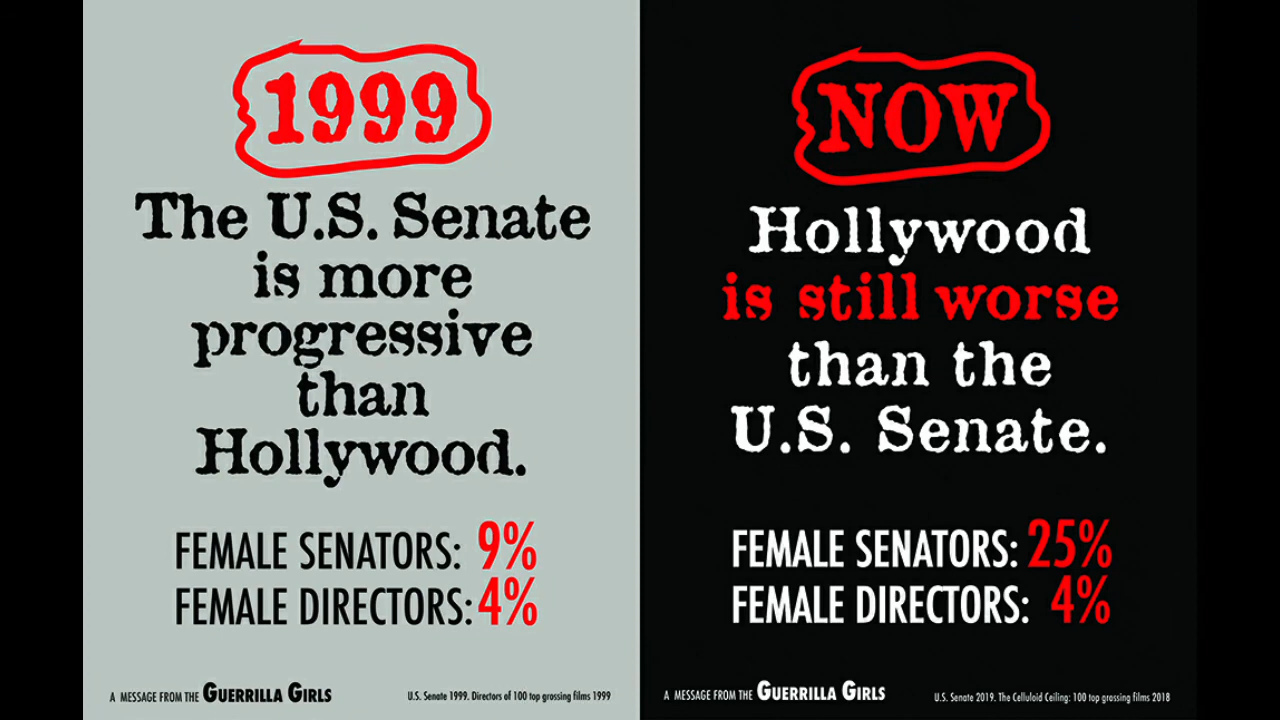 1999
The U.S. Senate
is more
progressive
than
Hollywood.
FEMALE SENATORS: 9%
FEMALE DIRECTORS: 4%
A MESSAGE FROM THE GUERRILLA GIRLS
U.S. Senate 1999. Directors of 100 top grossing films 1999
NOW
Hollywood
is still worse
than the
U.S. Senate.
FEMALE SENATORS: 25%
FEMALE DIRECTORS: 4%
A MESSAGE FROM THE GUERRILLA GIRLS
U.S. Senate 2019. The Celluloid Ceiling: 100 top grossing films 2018